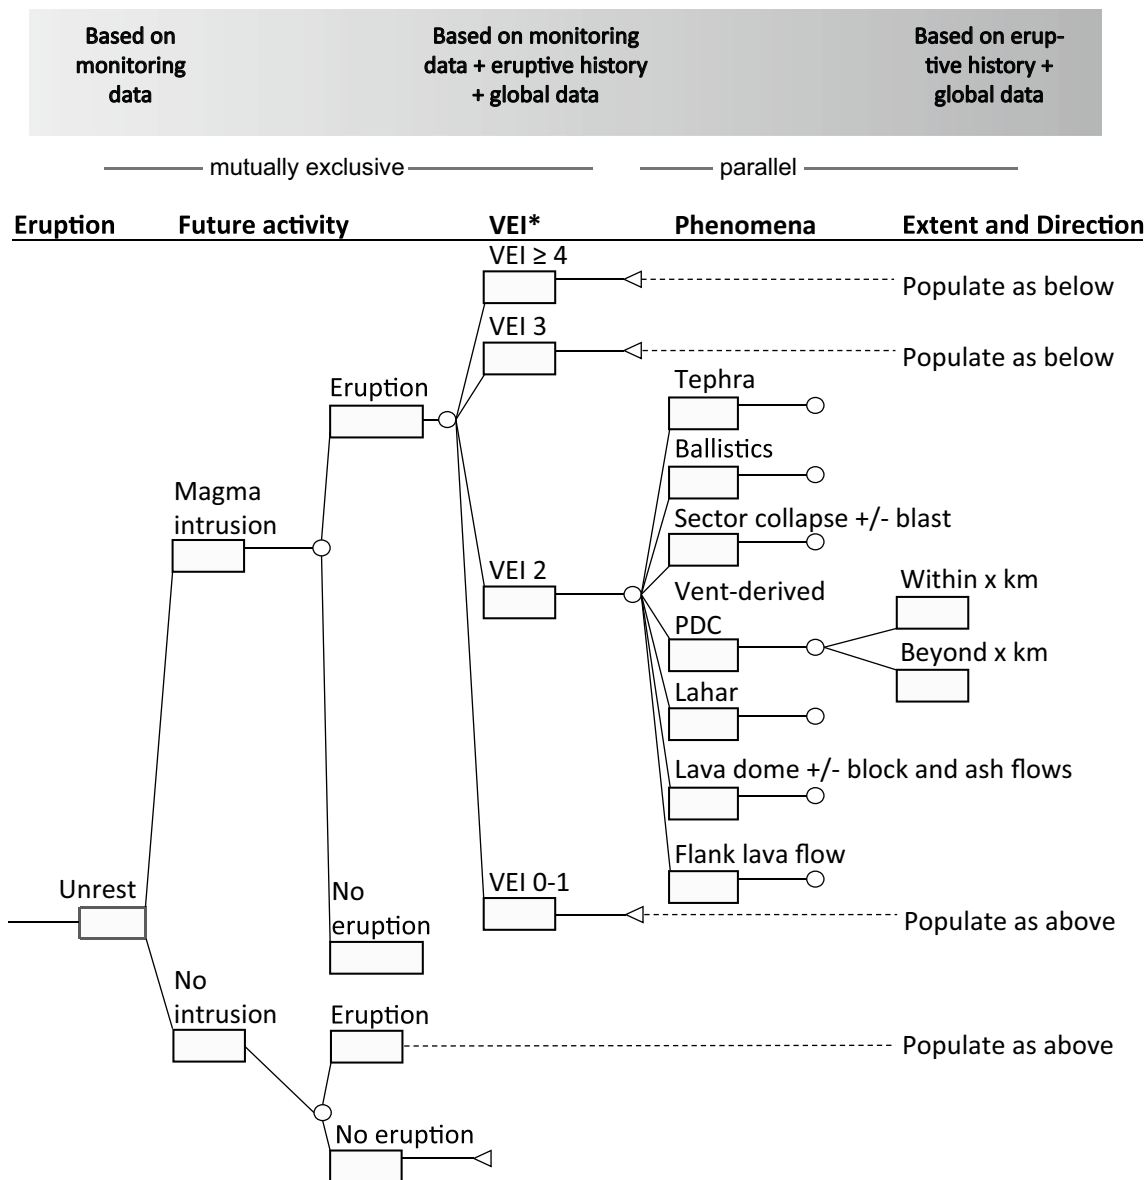 Based on
monitoring
data
Based on monitoring
data + eruptive history
+ global data
Based on erup-
tive history +
global data
mutually exclusive
parallel
Eruption
Future activity
VEI*
Phenomena
Extent and Direction
VEI ≥ 4
Populate as below
VEI 3
Populate as below
Tephra
Eruption
Ballistics
Magma
intrusion
Sector collapse +/- blast
VEI 2
Vent-derived
PDC
Within x km
Beyond x km
Lahar
Lava dome +/- block and ash flows
Flank lava flow
Unrest
No
eruption
VEI 0-1
Populate as above
No
intrusion
Eruption
Populate as above
No eruption